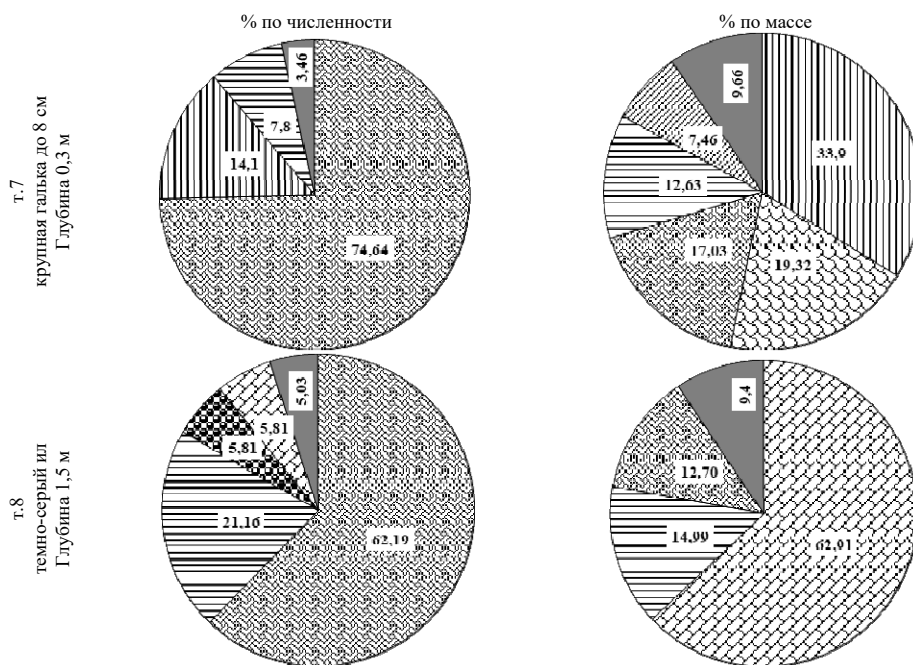 % по численности
% по массе
т.7
крупная галька до 8 см
Глубина 0,3 м
3,46
7,8
14,1
74,64
9,66
7,46
33,9
12,63
17,03
19,32
т.8
темно-серый ил
Глубина 1,5 м
5,03
5,81
5,81
21,16
62,19
9,4
12,70
14,99
62,91